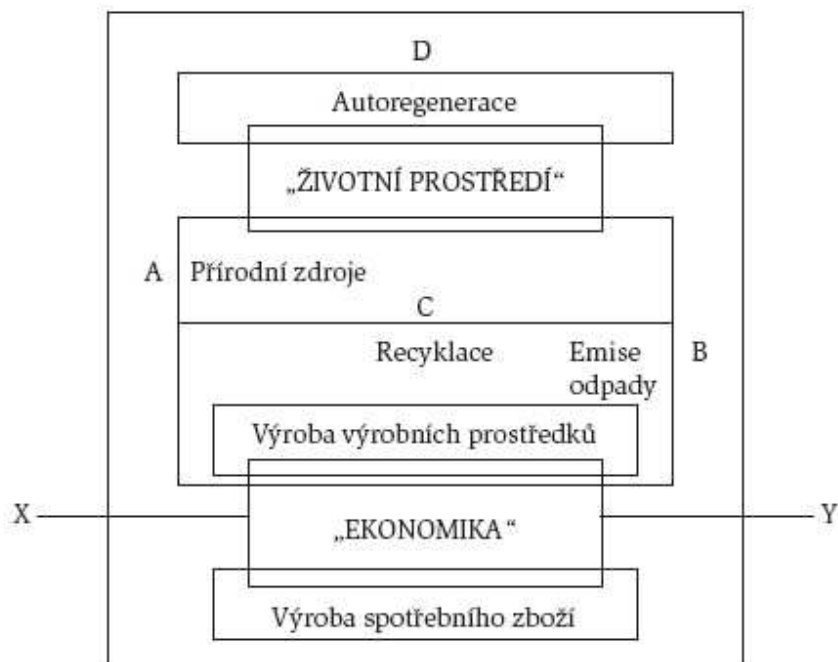 D
Autoregenerace
„ŽIVOTNÍ PROSTŘEDÍ“
A Přírodní zdroje
C
Recyklace Emise B
odpady
Výroba výrobních prostředků
X Y
„EKONOMIKA“
Výroba spotřebního zboží